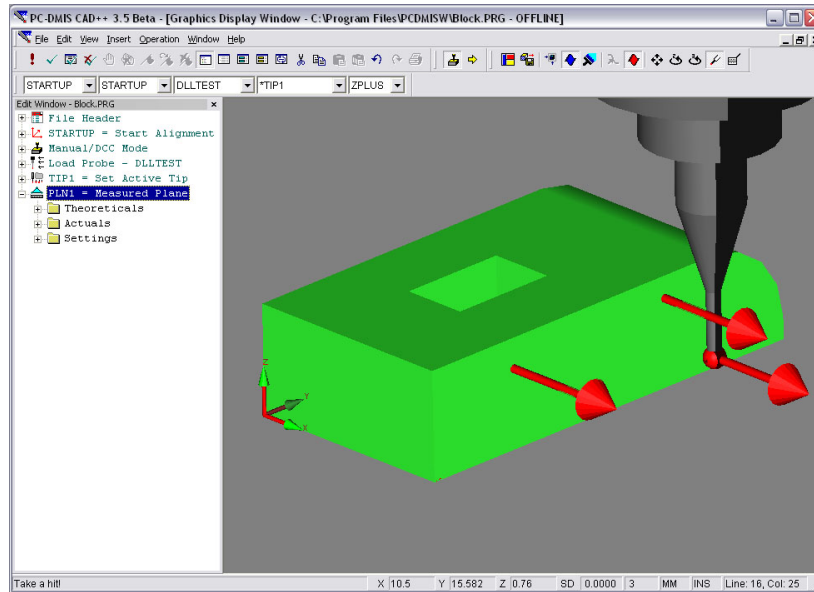 PC-DMIS CAD++ 3.5 Beta - [Graphics Display Window - C:\Program Files\PCDMISW\Block.PRG - OFFLINE]
File Edit View Insert Operation Window Help
STARTUP STARTUP DLLTEST *TIP1 ZPLUS
Edit Window - Block.PRG
File Header
STARTUP = Start Alignment
Manual/DCC Mode
Load Probe - DLLTEST
TIP1 = Set Active Tip
PLN1 = Measured Plane
Theoreticals
Actuals
Settings
Z
Y
X
Take a hit! X 10.5 Y 15.582 Z 0.76 SD 0.0000 3 MM INS Line: 16, Col: 25